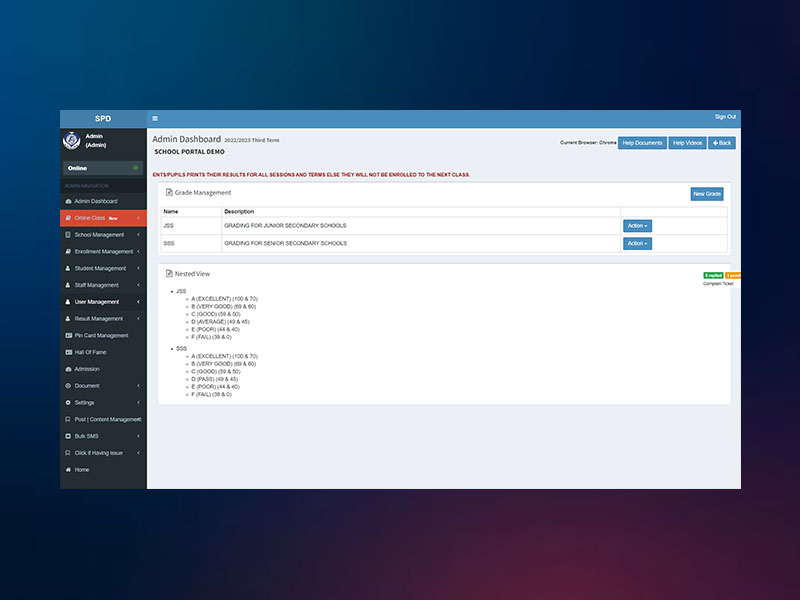 SPD
Sign Out
Admin
(Admin)
Online
ADMIN NAVIGATION
Admin Dashboard
Online Class New
School Management
Enrollment Management
Student Management
Staff Management
User Management
Result Management
Pin Card Management
Hall Of Fame
Admission
Document
Settings
Post | Content Management
Bulk SMS
Click if Having Issue
Home
Admin Dashboard 2022/2023 Third Term
SCHOOL PORTAL DEMO
Current Browser: Chrome Help Documents Help Videos Back
ENTS/PUPILS PRINTS THEIR RESULTS FOR ALL SESSIONS AND TERMS ELSE THEY WILL NOT BE ENROLLED TO THE NEXT CLASS.
Grade Management New Grade
Name Description
JSS GRADING FOR JUNIOR SECONDARY SCHOOLS Action
SSS GRADING FOR SENIOR SECONDARY SCHOOLS Action
Nested View
replied
Complain Ticket
JSS
A (EXCELLENT) (100 & 70)
B (VERY GOOD) (69 & 60)
C (GOOD) (59 & 50)
D (AVERAGE) (49 & 45)
E (POOR) (44 & 40)
F (FAIL) (39 & 0)
SSS
A (EXCELLENT) (100 & 70)
B (VERY GOOD) (69 & 60)
C (GOOD) (59 & 50)
D (PASS) (49 & 45)
E (POOR) (44 & 40)
F (FAIL) (39 & 0)